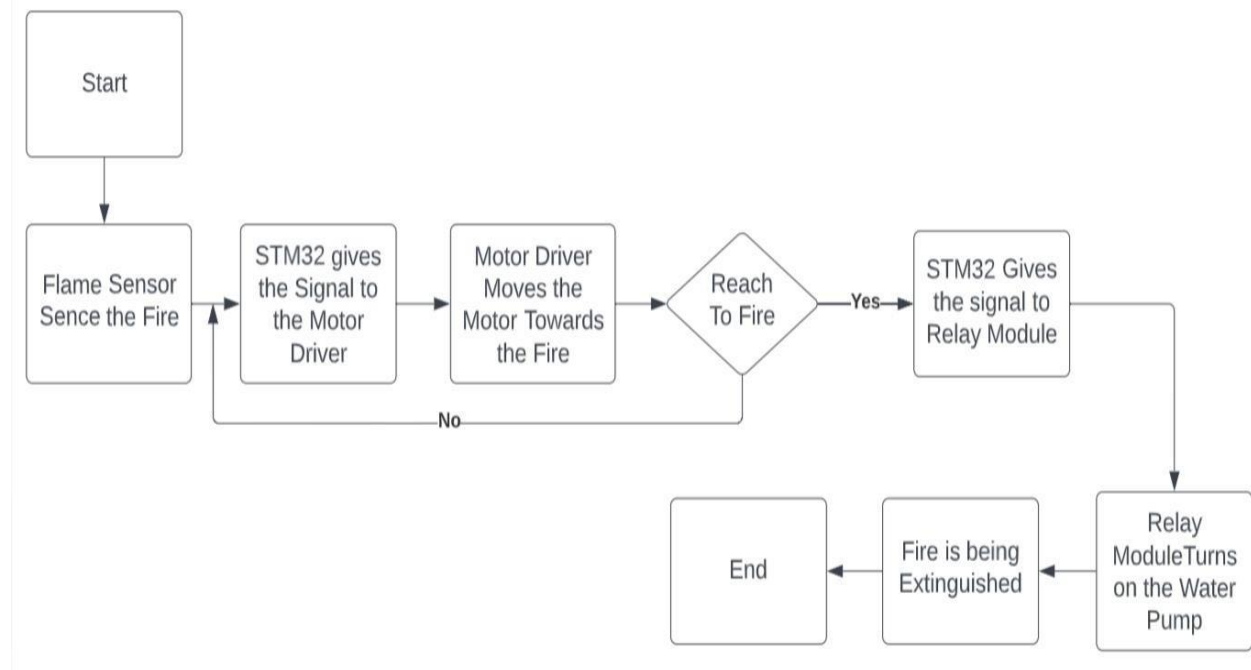 Start
Flame Sensor
Sence the Fire
STM32 gives
the Signal to
the Motor
Driver
Motor Driver
Moves the
Motor Towards
the Fire
Reach
To Fire
Yes
STM32 Gives
the signal to
Relay Module
No
Relay
ModuleTurns
on the Water
Pump
Fire is being
Extinguished
End